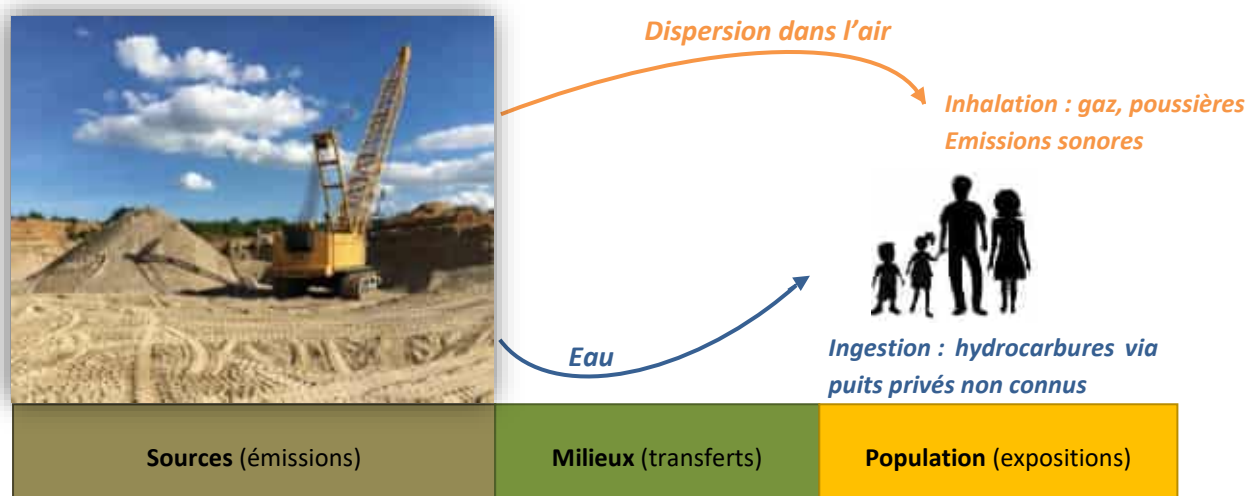 Dispersion dans l’air
Inhalation : gaz, poussières
Emissions sonores
Eau
Ingestion : hydrocarbures via
puits privés non connus
Sources (émissions)
Milieux (transferts)
Population (expositions)